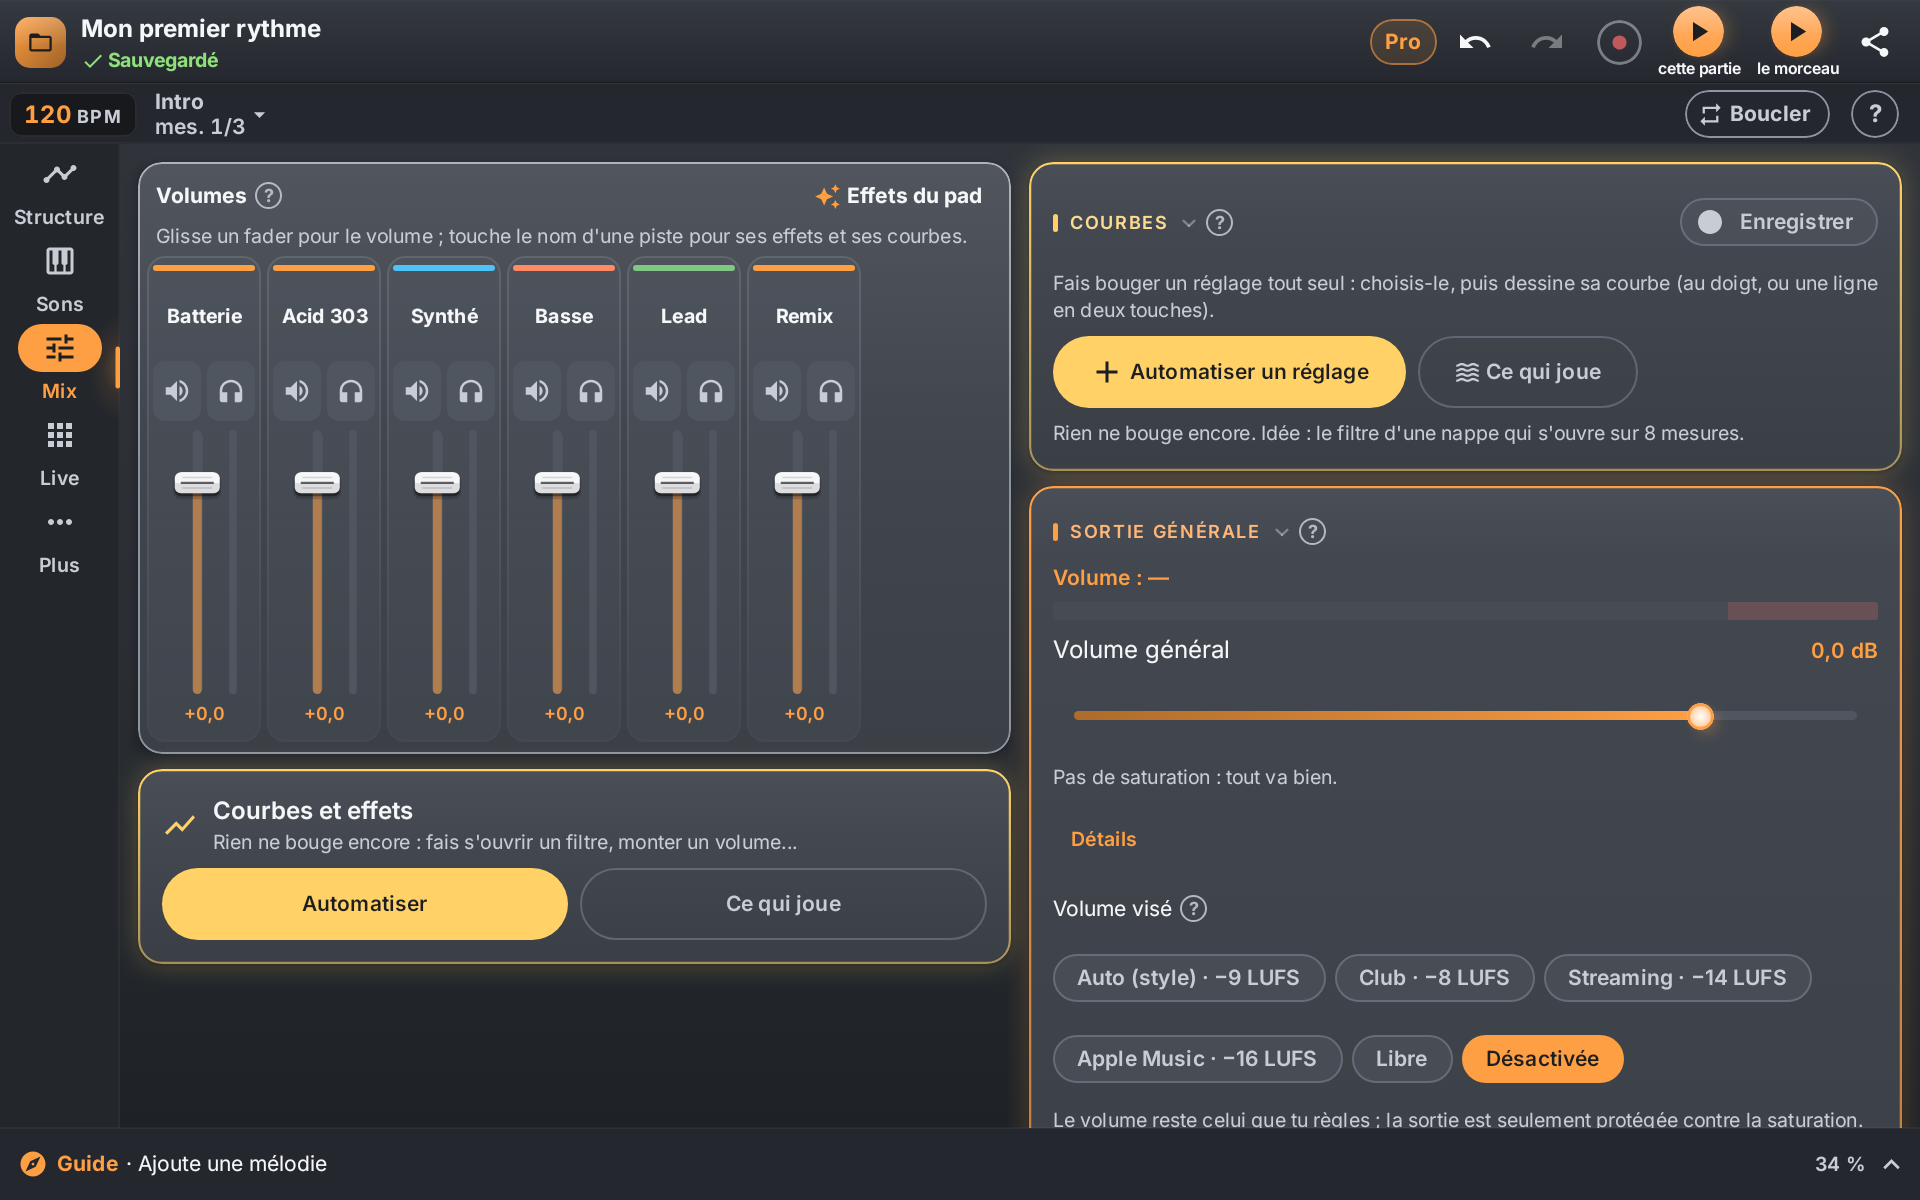 Mon premier rythme
Sauvegardé
Pro
cette partie
le morceau
120 BPM
Intro
mes. 1/3
Boucler
?
Structure
Sons
Mix
Live
Plus
Volumes ?
Effets du pad
Glisse un fader pour le volume ; touche le nom d'une piste pour ses effets et ses courbes.
Batterie
Acid 303
Synthé
Basse
Lead
Remix
+0,0
+0,0
+0,0
+0,0
+0,0
+0,0
Courbes et effets
Rien ne bouge encore : fais s'ouvrir un filtre, monter un volume...
Automatiser
Ce qui joue
COURBES ?
Enregistrer
Fais bouger un réglage tout seul : choisis-le, puis dessine sa courbe (au doigt, ou une ligne
en deux touches).
Automatiser un réglage
Ce qui joue
Rien ne bouge encore. Idée : le filtre d'une nappe qui s'ouvre sur 8 mesures.
SORTIE GÉNÉRALE ?
Volume : —
Volume général
0,0 dB
Pas de saturation : tout va bien.
Détails
Volume visé ?
Auto (style) · −9 LUFS
Club · −8 LUFS
Streaming · −14 LUFS
Apple Music · −16 LUFS
Libre
Désactivée
Le volume reste celui que tu règles ; la sortie est seulement protégée contre la saturation.
Guide · Ajoute une mélodie
34 %